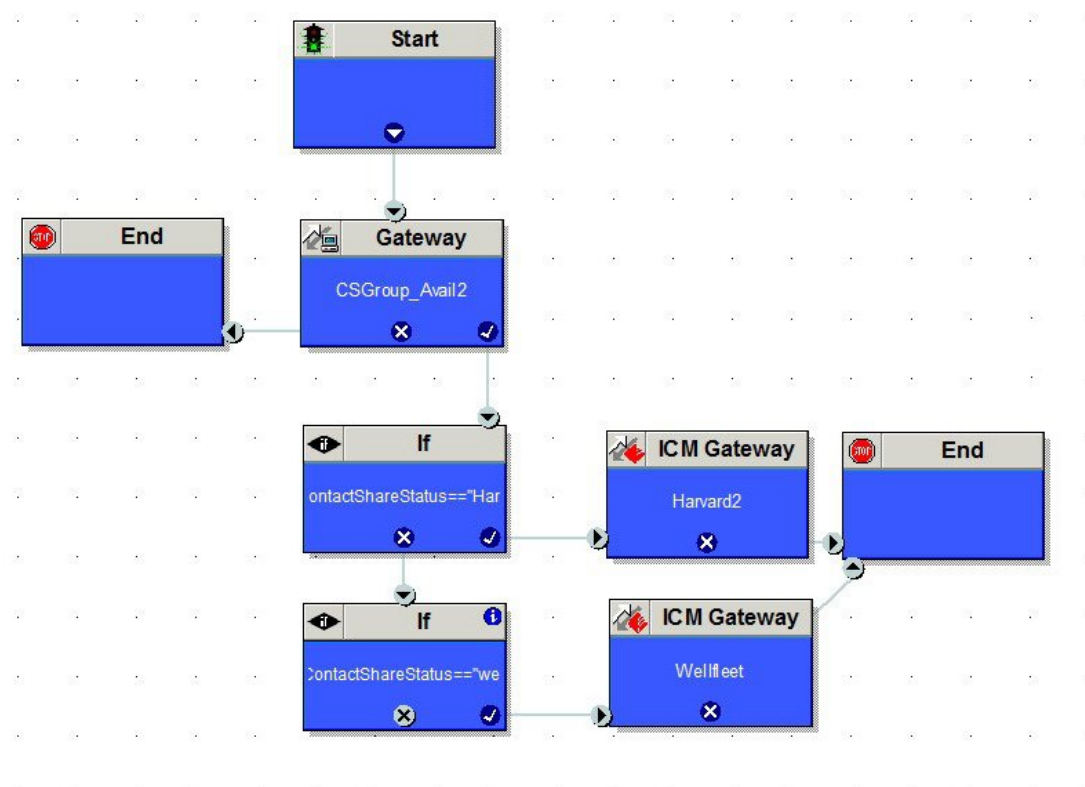 Start
End
Gateway
CSGroup_Avail2
If
ontactShareStatus=="Har
ICM Gateway
Harvard2
End
If
ContactShareStatus=="we
ICM Gateway
Wellfleet